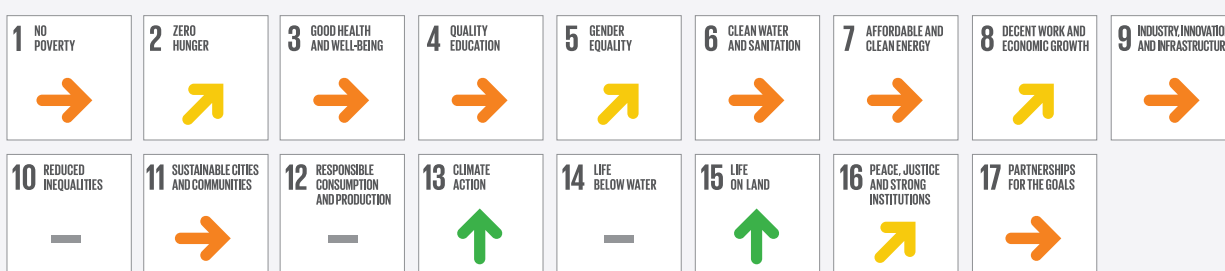 1 NO
POVERTY
2 ZERO
HUNGER
3 GOOD HEALTH
AND WELL-BEING
4 QUALITY
EDUCATION
5 GENDER
EQUALITY
6 CLEAN WATER
AND SANITATION
7 AFFORDABLE AND
CLEAN ENERGY
8 DECENT WORK AND
ECONOMIC GROWTH
9 INDUSTRY, INNOVATIO
AND INFRASTRUCTUR
10 REDUCED
INEQUALITIES
11 SUSTAINABLE CITIES
AND COMMUNITIES
12 RESPONSIBLE
CONSUMPTION
AND PRODUCTION
13 CLIMATE
ACTION
14 LIFE
BELOW WATER
15 LIFE
ON LAND
16 PEACE, JUSTICE
AND STRONG
INSTITUTIONS
17 PARTNERSHIPS
FOR THE GOALS